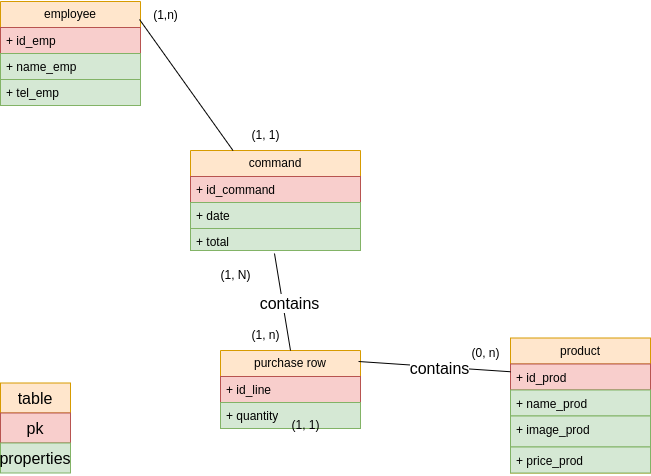 employee
(1,n)
+ id_emp
+ name_emp
+ tel_emp
(1, 1)
command
+ id_command
+ date
+ total
(1, N)
contains
(1, n)
purchase row
+ id_line
+ quantity
(1, 1)
contains
(0, n)
product
+ id_prod
+ name_prod
+ image_prod
+ price_prod
table
pk
properties